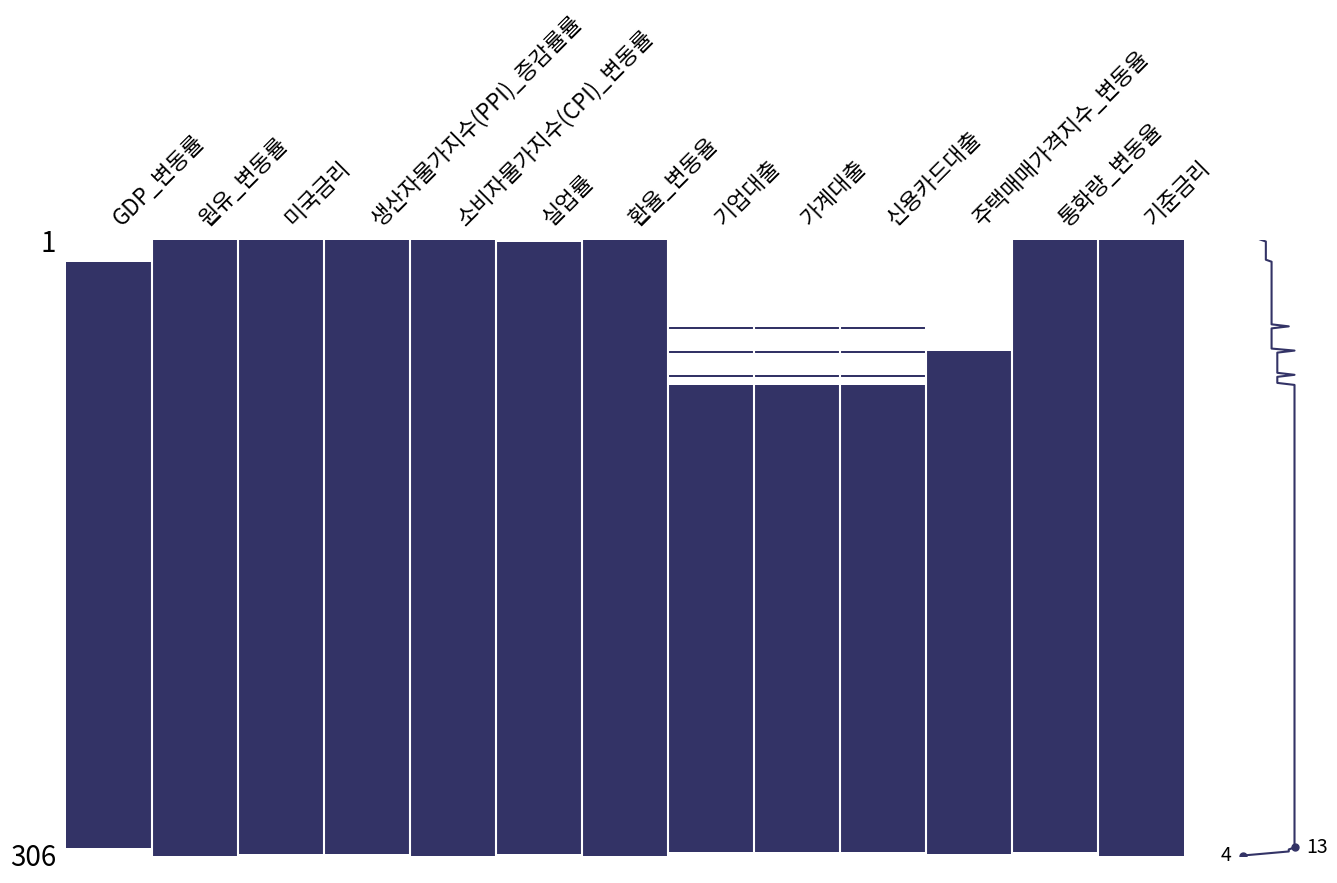 GDP_변동률
원유_변동률
미국금리
생산자물가지수(PPI)_증감률률
소비자물가지수(CPI)_변동률
실업률
환율_변동율
기업대출
가계대출
신용카드대출
주택매매가격지수_변동율
통화량_변동율
기준금리
1
306
4
13